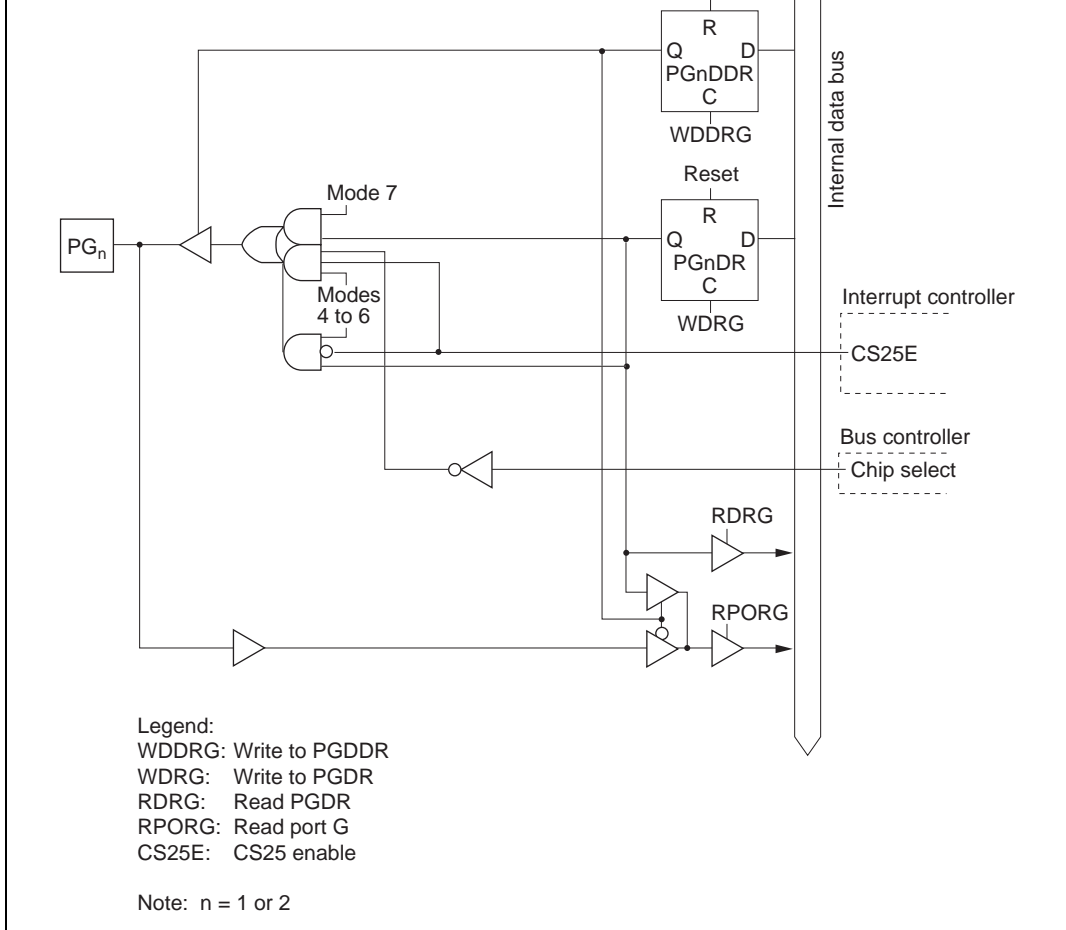 R
Q D
PGnDDR
C
WDDRG
Internal data bus
Reset
Mode 7
R
Q D
PGnDR
C
WDRG
PGn
Modes
4 to 6
Interrupt controller
CS25E
Bus controller
Chip select
RDRG
RPORG
Legend:
WDDRG: Write to PGDDR
WDRG: Write to PGDR
RDRG: Read PGDR
RPORG: Read port G
CS25E: CS25 enable
Note: n = 1 or 2